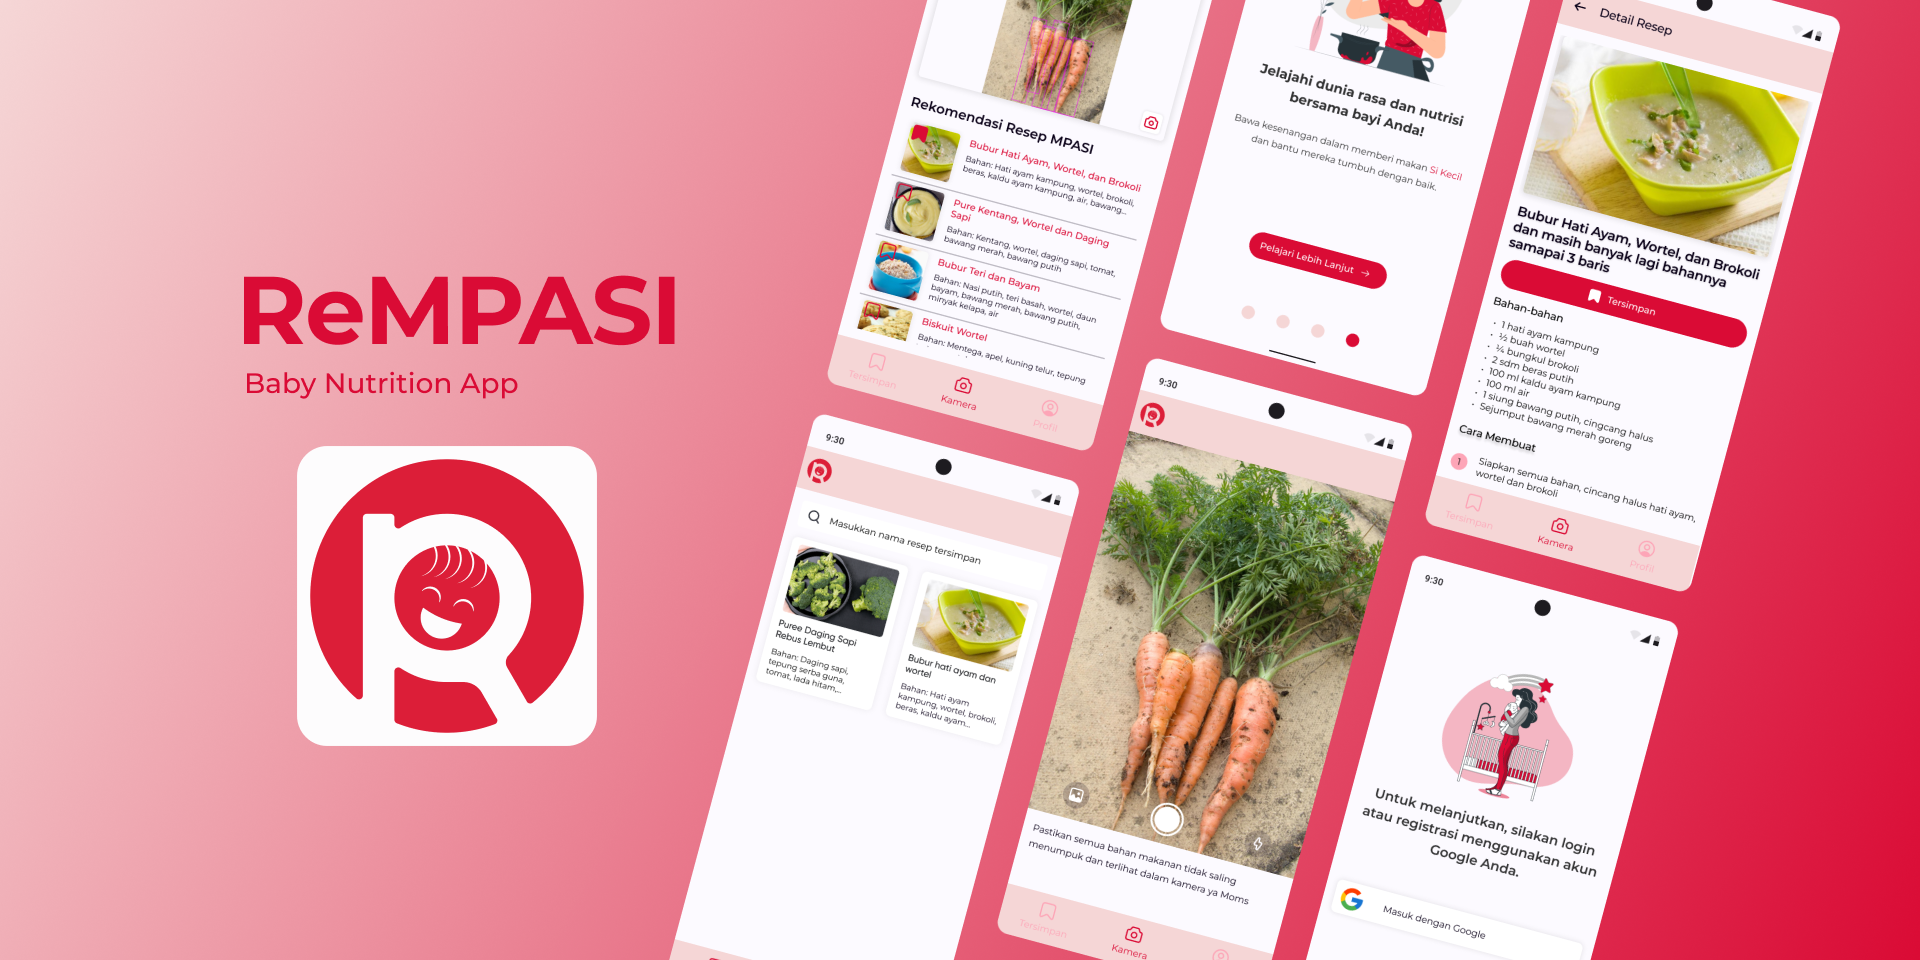 ReMPASI
Baby Nutrition App
Rekomendasi Resep MPASI
Bubur Hati Ayam, Wortel, dan Brokoli
Bahan: Hati ayam kampung, wortel, brokoli,
beras, kaldu ayam kampung, air, bawang...
Pure Kentang, Wortel dan Daging
Sapi
Bahan: Kentang, wortel, daging sapi, tomat,
bawang merah, bawang putih
Bubur Teri dan Bayam
Bahan: Nasi putih, teri basah, wortel, daun
bayam, bawang merah, bawang putih,
minyak kelapa, air
Biskuit Wortel
Bahan: Mentega, apel, kuning telur, tepung
Tersimpan
Kamera
Profil
9:30
Masukkan nama resep tersimpan
Puree Daging Sapi
Rebus Lembut
Bahan: Daging sapi,
tepung serba guna,
tomat, lada hitam,...
Bubur hati ayam dan
wortel
Bahan: Hati ayam
kampung, wortel, brokoli,
beras, kaldu ayam...
Jelajahi dunia rasa dan nutrisi
bersama bayi Anda!
Bawa kesenangan dalam memberi makan Si Kecil
dan bantu mereka tumbuh dengan baik.
Pelajari Lebih Lanjut
9:30
Pastikan semua bahan makanan tidak saling
menumpuk dan terlihat dalam kamera ya Moms
Tersimpan
Kamera
Detail Resep
Bubur Hati Ayam, Wortel, dan Brokoli
dan masih banyak lagi bahannya
samapai 3 baris
Tersimpan
Bahan-bahan
• 1 hati ayam kampung
• ½ buah wortel
• ¼ bungkul brokoli
• 2 sdm beras putih
• 100 ml kaldu ayam kampung
• 100 ml air
• 1 siung bawang putih, cingcang halus
• Sejumput bawang merah goreng
Cara Membuat
1
Siapkan semua bahan, cincang halus hati ayam,
wortel dan brokoli
Tersimpan
Kamera
Profil
9:30
Untuk melanjutkan, silakan login
atau registrasi menggunakan akun
Google Anda.
Masuk dengan Google